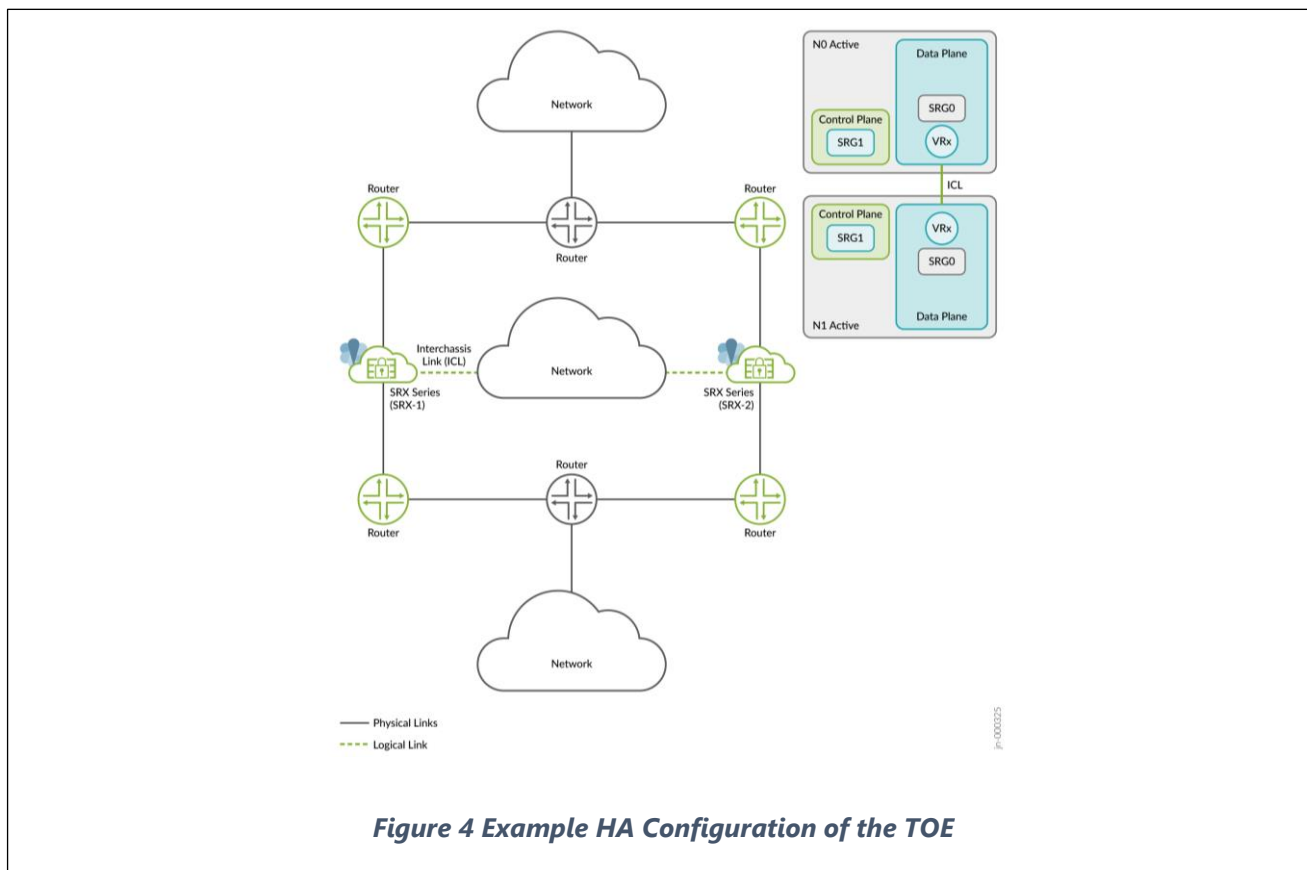 Network
Router
Router
Router
Interchassis
Link (ICL)
Network
SRX Series
(SRX-1)
SRX Series
(SRX-2)
Router
Router
Router
Network
N0 Active
Data Plane
SRG0
Control Plane
VRx
SRG1
ICL
Control Plane
VRx
SRG1
SRG0
N1 Active
Data Plane
Physical Links
Logical Link
jn-000325
Figure 4 Example HA Configuration of the TOE